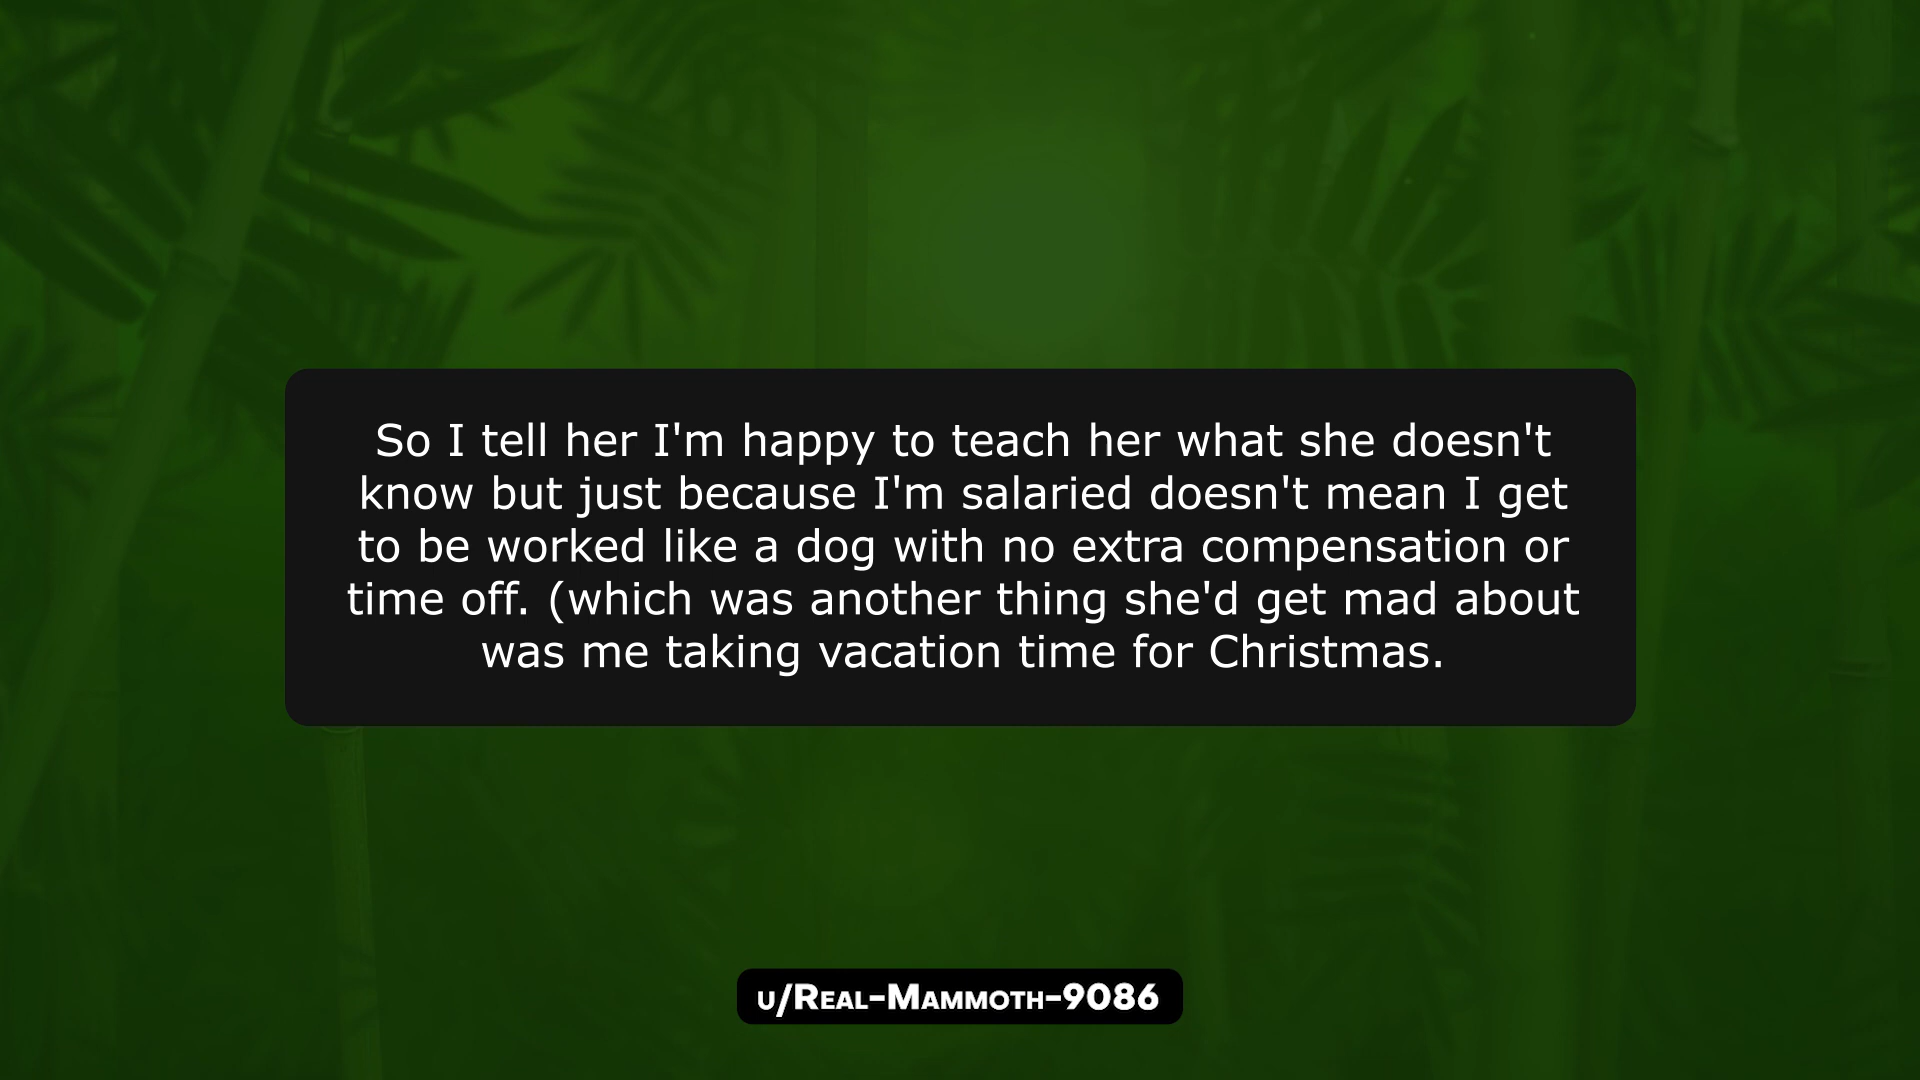 So I tell her I'm happy to teach her what she doesn't
know but just because I'm salaried doesn't mean I get
to be worked like a dog with no extra compensation or
time off. (which was another thing she'd get mad about
was me taking vacation time for Christmas.
u/Real-Mammoth-9086